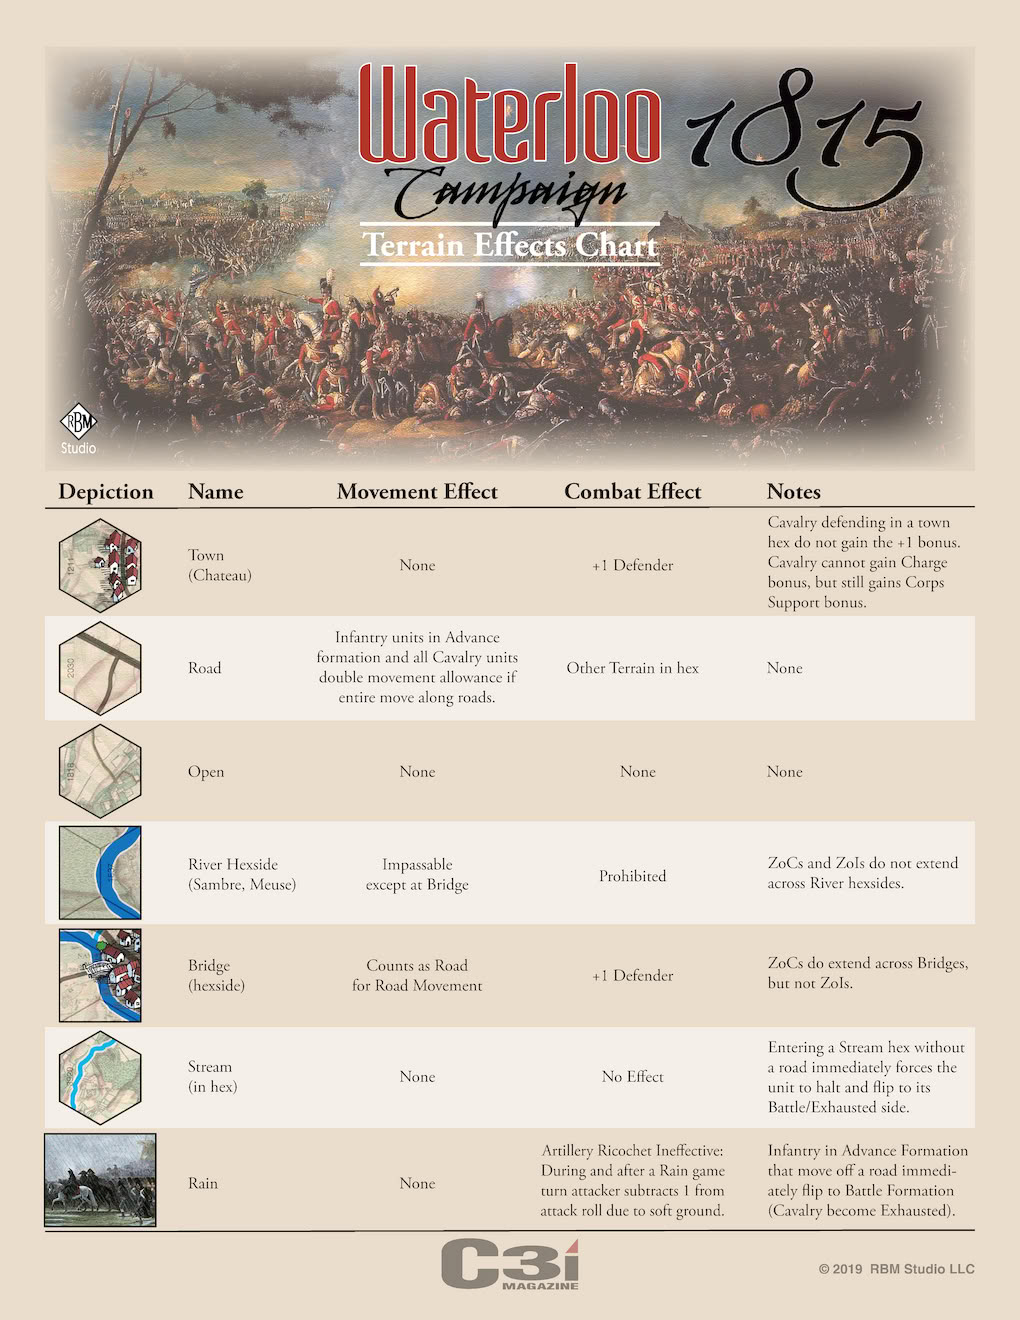 Waterloo 1815
Campaign
Terrain Effects Chart
RBM
Studio
Depiction Name Movement Effect Combat Effect Notes
Town
(Chateau)
None
+1 Defender
Cavalry defending in a town
hex do not gain the +1 bonus.
Cavalry cannot gain Charge
bonus, but still gains Corps
Support bonus.
2030
Road
Infantry units in Advance
formation and all Cavalry units
double movement allowance if
entire move along roads.
Other Terrain in hex
None
Open
None
None
None
River Hexside
(Sambre, Meuse)
Impassable
except at Bridge
Prohibited
ZoCs and ZoIs do not extend
across River hexsides.
Bridge
(hexside)
Counts as Road
for Road Movement
+1 Defender
ZoCs do extend across Bridges,
but not ZoIs.
Stream
(in hex)
None
No Effect
Entering a Stream hex without
a road immediately forces the
unit to halt and flip to its
Battle/Exhausted side.
Rain
None
Artillery Ricochet Ineffective:
During and after a Rain game
turn attacker subtracts 1 from
attack roll due to soft ground.
Infantry in Advance Formation
that move off a road immedi-
ately flip to Battle Formation
(Cavalry become Exhausted).
C3i
MAGAZINE
© 2019 RBM Studio LLC